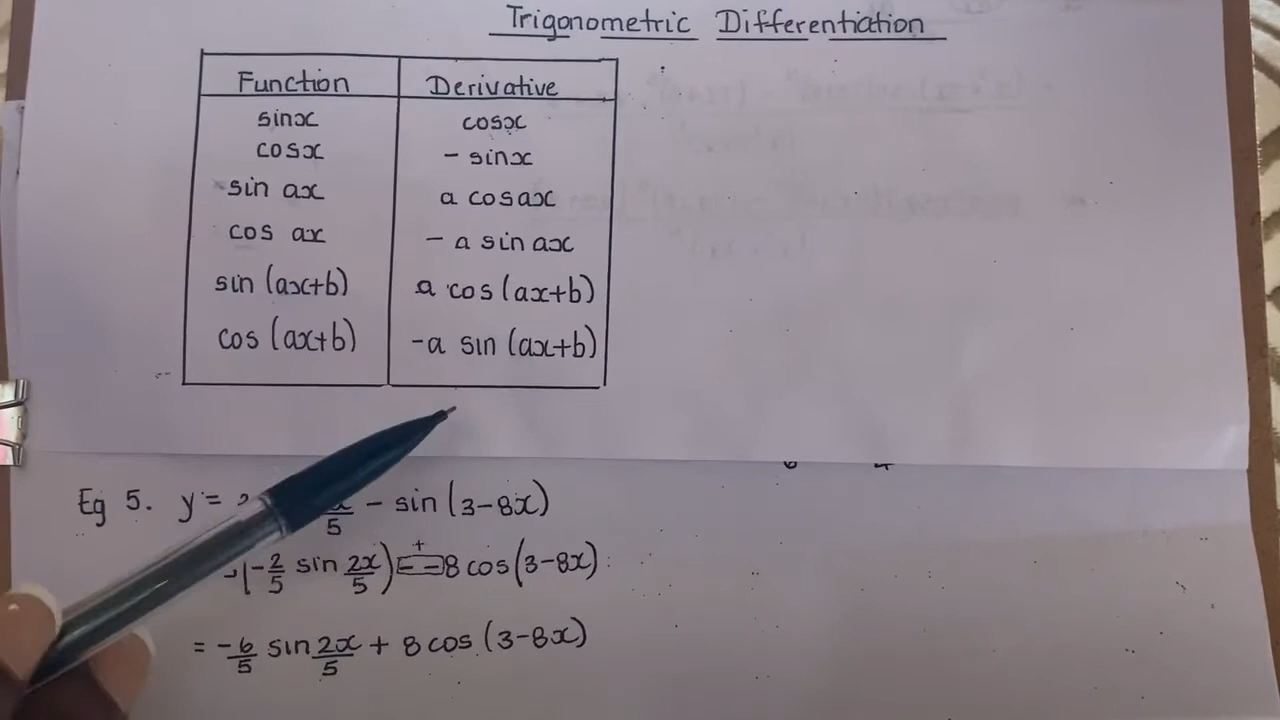 Trigonometric Differentiation
Function Derivative
sinx cosx
cosx - sinx
sin ax a cosax
cos ax - a sin ax
sin (ax+b) a cos (ax+b)
cos (ax+b) -a sin (ax+b)
Eg 5. y = x/5 - sin (3-8x)
(-2/5 sin 2x/5) + - - 8 cos (3-8x)
= -6/5 sin 2x/5 + 8 cos (3-8x)